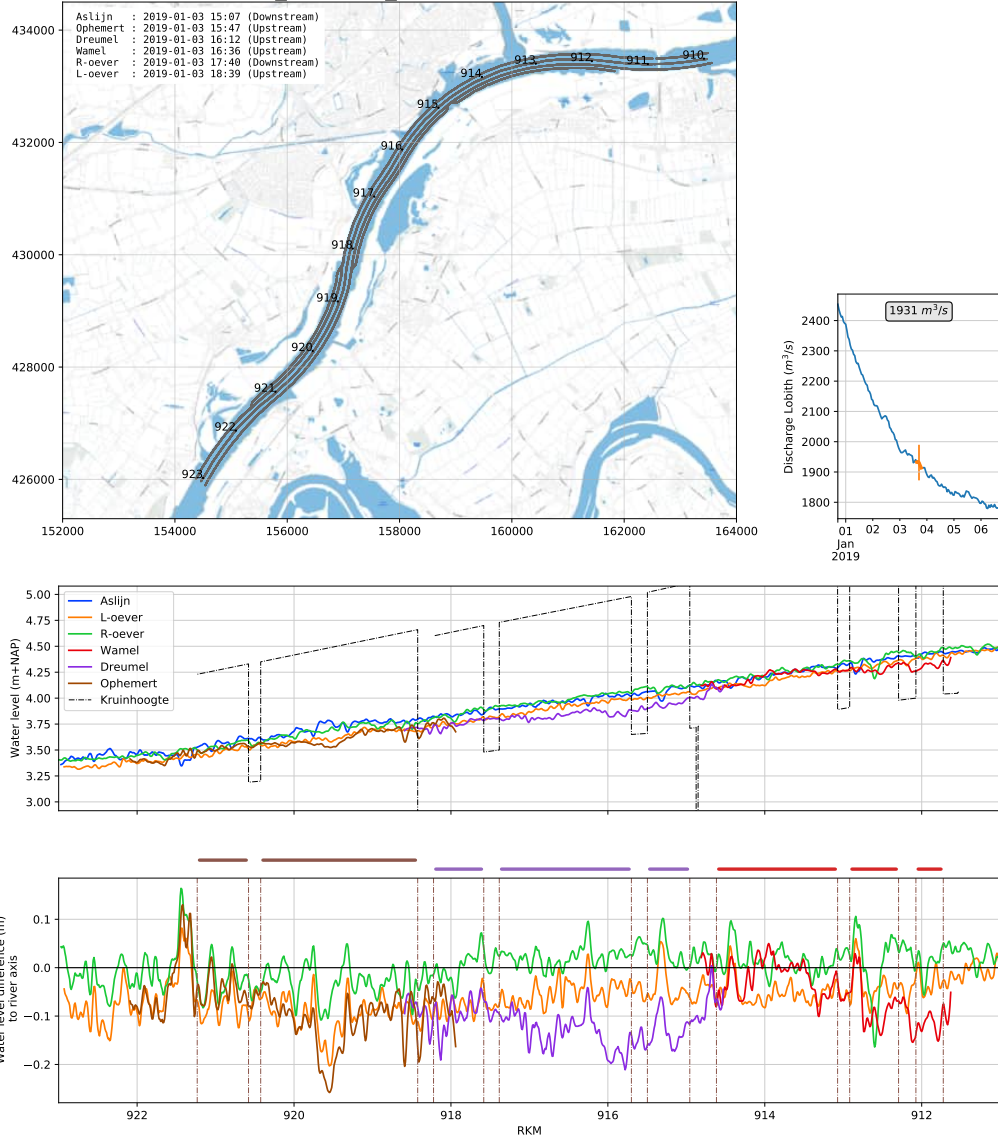 434000
432000
430000
428000
426000
Aslijn : 2019-01-03 15:07 (Downstream)
Ophemert : 2019-01-03 15:47 (Upstream)
Dreumel : 2019-01-03 16:12 (Upstream)
Wamel : 2019-01-03 16:36 (Upstream)
R-oever : 2019-01-03 17:40 (Downstream)
L-oever : 2019-01-03 18:39 (Upstream)
910
911
912
913
914
915
916
917
918
919
920
921
922
923
152000 154000 156000 158000 160000 162000 164000
1931 m³/s
Discharge Lobith (m³/s)
2400
2300
2200
2100
2000
1900
1800
01 02 03 04 05 06
Jan
2019
Water level (m+NAP)
5.00
4.75
4.50
4.25
4.00
3.75
3.50
3.25
3.00
Aslijn
L-oever
R-oever
Wamel
Dreumel
Ophemert
Kruinhoogte
Water level difference (m)
to river axis
0.1
0.0
−0.1
−0.2
922 920 918 916 914 912
RKM